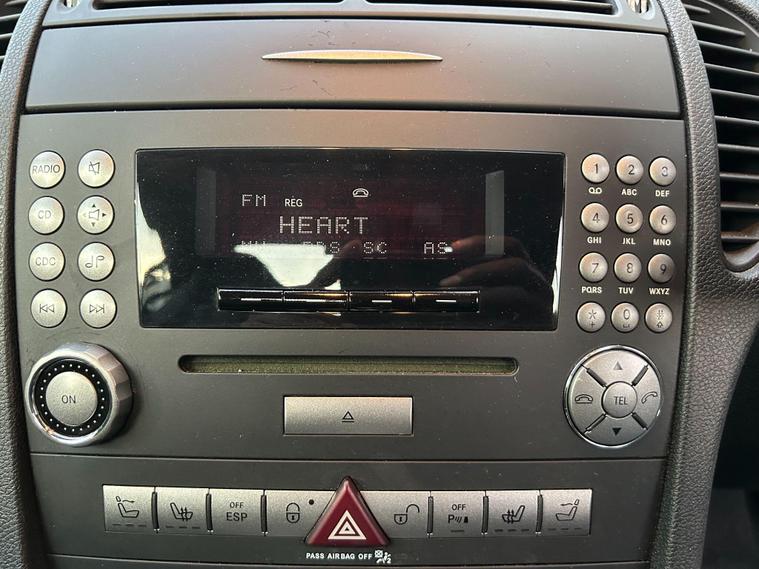 RADIO
CD
CDC
FM REG
HEART
SC AS
1 2 ABC 3 DEF
4 GHI 5 JKL 6 MNO
7 PQRS 8 TUV 9 WXYZ
* + 0 #
ON
TEL
OFF
ESP
OFF
P
PASS AIRBAG OFF